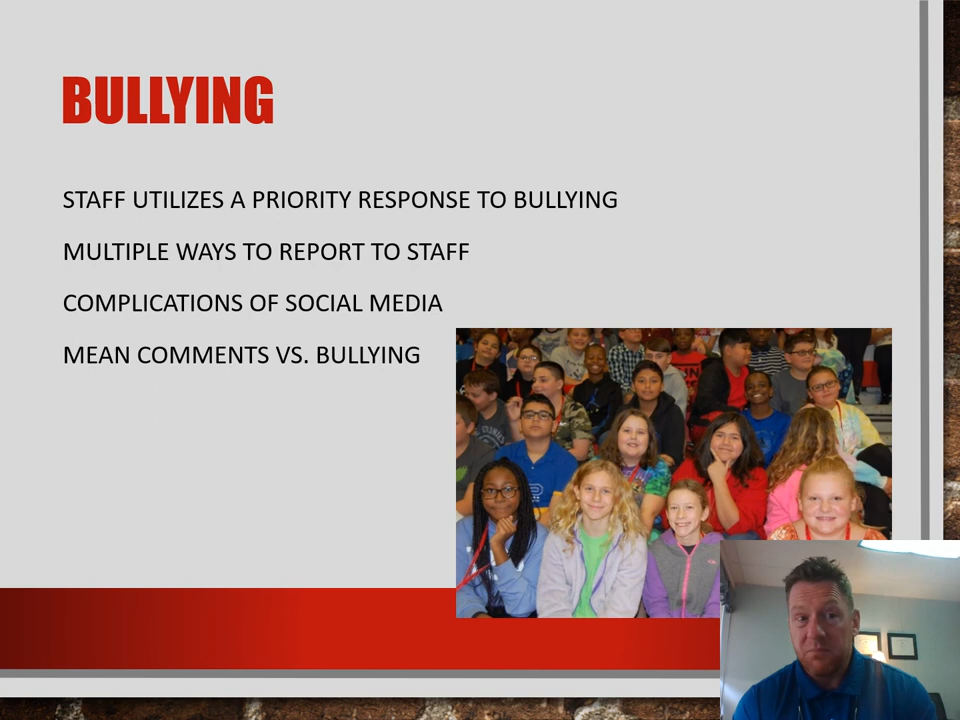 BULLYING
STAFF UTILIZES A PRIORITY RESPONSE TO BULLYING
MULTIPLE WAYS TO REPORT TO STAFF
COMPLICATIONS OF SOCIAL MEDIA
MEAN COMMENTS VS. BULLYING